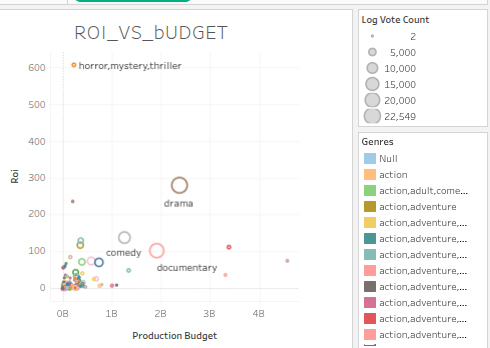 ROI_VS_bUDGET
600
500
400
300
200
100
0
Roi
horror,mystery,thriller
drama
comedy
documentary
0B
1B
2B
3B
4B
Production Budget
Log Vote Count
2
5,000
10,000
15,000
20,000
22,549
Genres
Null
action
action,adult,come...
action,adventure
action,adventure,...
action,adventure,...
action,adventure,...
action,adventure,...
action,adventure,...
action,adventure,...
action,adventure,...
action,adventure,...